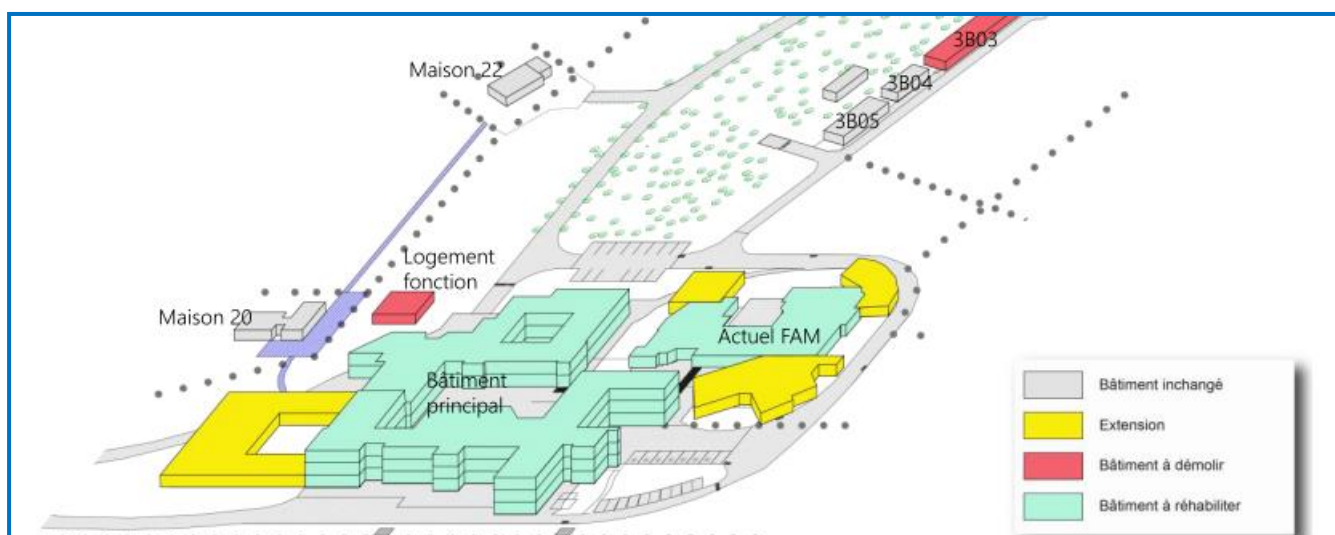 3B03
Maison 22
3B04
3B05
Logement
fonction
Maison 20
Actuel FAM
Bâtiment
principal
Bâtiment inchangé
Extension
Bâtiment à démolir
Bâtiment à réhabiliter